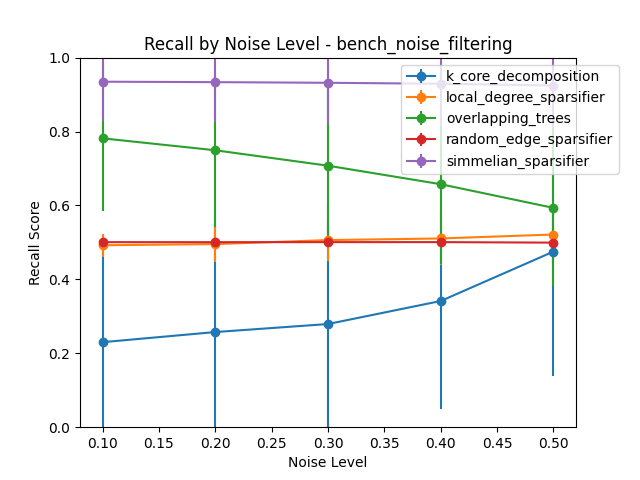 Recall by Noise Level - bench_noise_filtering
1.0
0.8
0.6
0.4
0.2
0.0
Recall Score
k_core_decomposition
local_degree_sparsifier
overlapping_trees
random_edge_sparsifier
simmelian_sparsifier
0.10 0.15 0.20 0.25 0.30 0.35 0.40 0.45 0.50
Noise Level